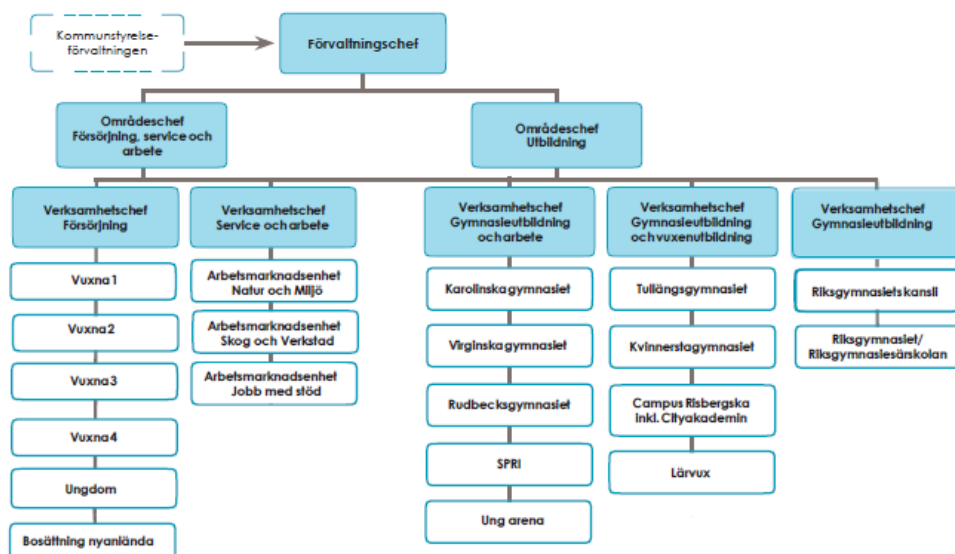 Kommunstyrelse-
förvaltningen
Förvaltningschef
Områdeschef
Försörjning, service och
arbete
Områdeschef
Utbildning
Verksamhetschef
Försörjning
Verksamhetschef
Service och arbete
Verksamhetschef
Gymnasieutbildning
och arbete
Verksamhetschef
Gymnasieutbildning
och vuxenutbildning
Verksamhetschef
Gymnasieutbildning
Vuxna 1
Vuxna 2
Vuxna 3
Vuxna 4
Ungdom
Bosättning nyanlända
Arbetsmarknadsenhet
Natur och Miljö
Arbetsmarknadsenhet
Skog och Verkstad
Arbetsmarknadsenhet
Jobb med stöd
Karolinska gymnasiet
Virginska gymnasiet
Rudbecksgymnasiet
SPRI
Ung arena
Tullängsgymnasiet
Kvinnerstagymnasiet
Campus Risbergska
inkl. Cityakademin
Lärvux
Riksgymnasiets kansli
Riksgymnasiet/
Riksgymnasiesärskolan